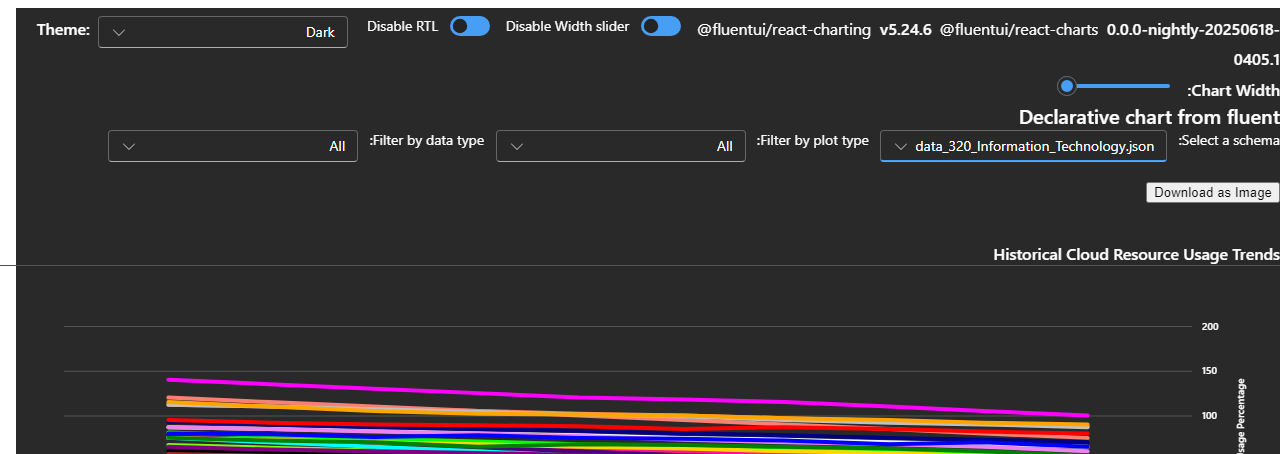 Theme:
Dark
Disable RTL
Disable Width slider
@fluentui/react-charting v5.24.6 @fluentui/react-charts 0.0.0-nightly-20250618-
0405.1
:Chart Width
Declarative chart from fluent
:Select a schema
data_320_Information_Technology.json
:Filter by plot type
All
:Filter by data type
All
Download as Image
Historical Cloud Resource Usage Trends
200
150
100
Percentage